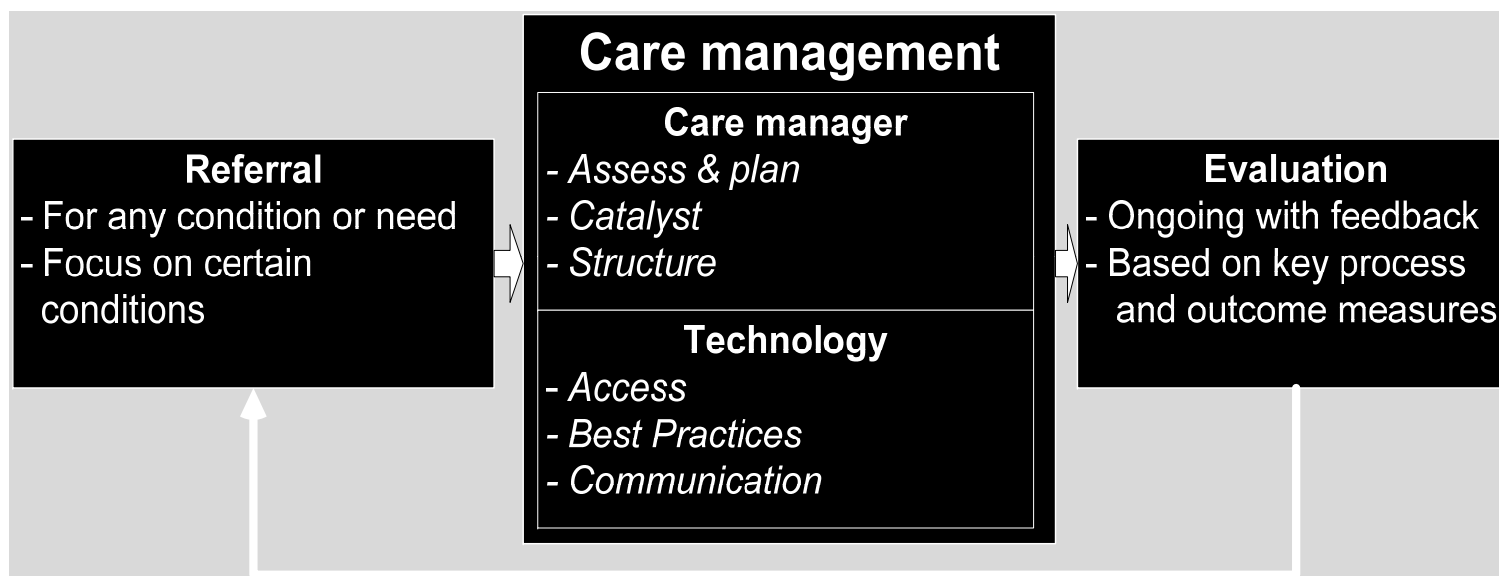 Care management
Care manager
- Assess & plan
- Catalyst
- Structure
Technology
- Access
- Best Practices
- Communication
Referral
- For any condition or need
- Focus on certain
conditions
Evaluation
- Ongoing with feedback
- Based on key process
and outcome measures